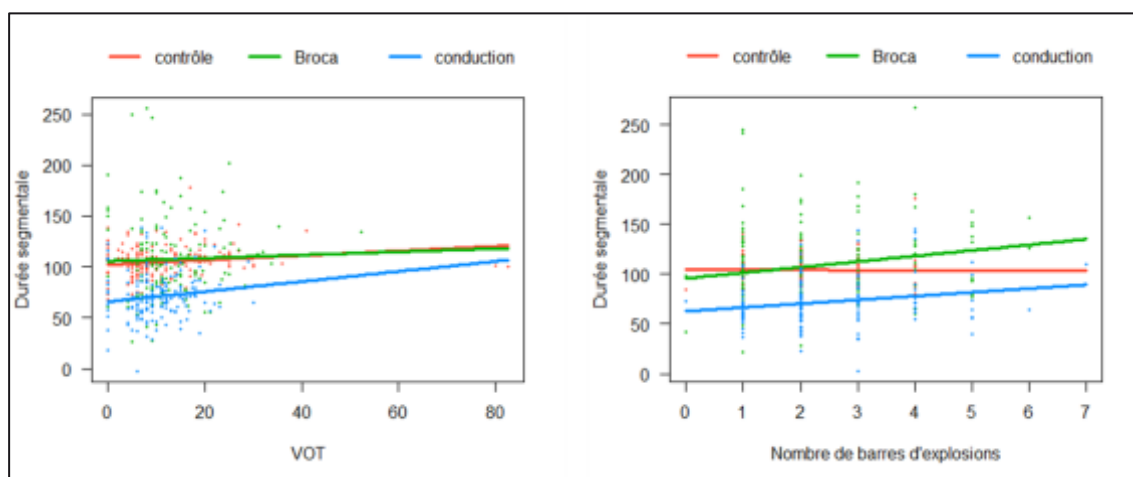 contrôle Broca conduction
250
200
150
100
50
0
Durée segmentale
0 20 40 60 80
VOT
contrôle Broca conduction
250
200
150
100
50
0
Durée segmentale
0 1 2 3 4 5 6 7
Nombre de barres d'explosions